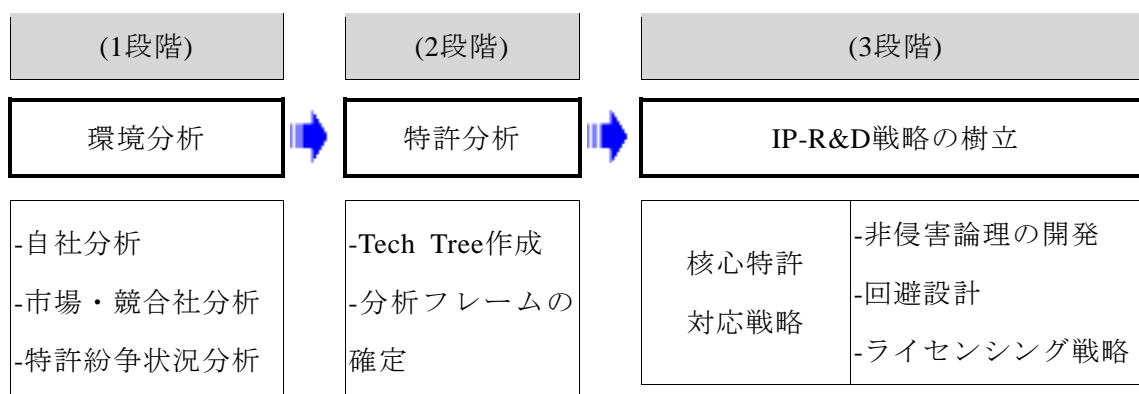 (1段階)
(2段階)
(3段階)
環境分析
特許分析
IP-R&D戦略の樹立
-自社分析
-市場・競合社分析
-特許紛争状況分析
-Tech Tree作成
-分析フレームの
確定
核心特許
対応戦略
-非侵害論理の開発
-回避設計
-ライセンシング戦略